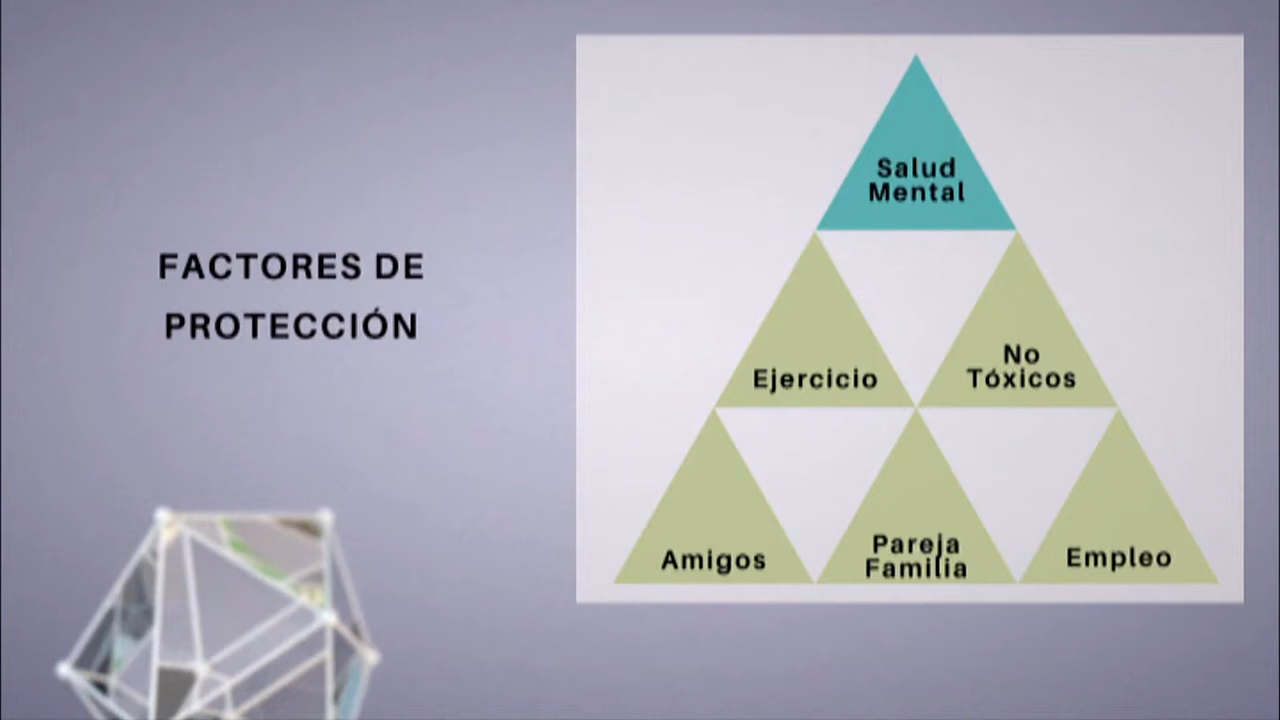 FACTORES DE
PROTECCIÓN
Salud
Mental
Ejercicio
No
Tóxicos
Amigos
Pareja
Familia
Empleo